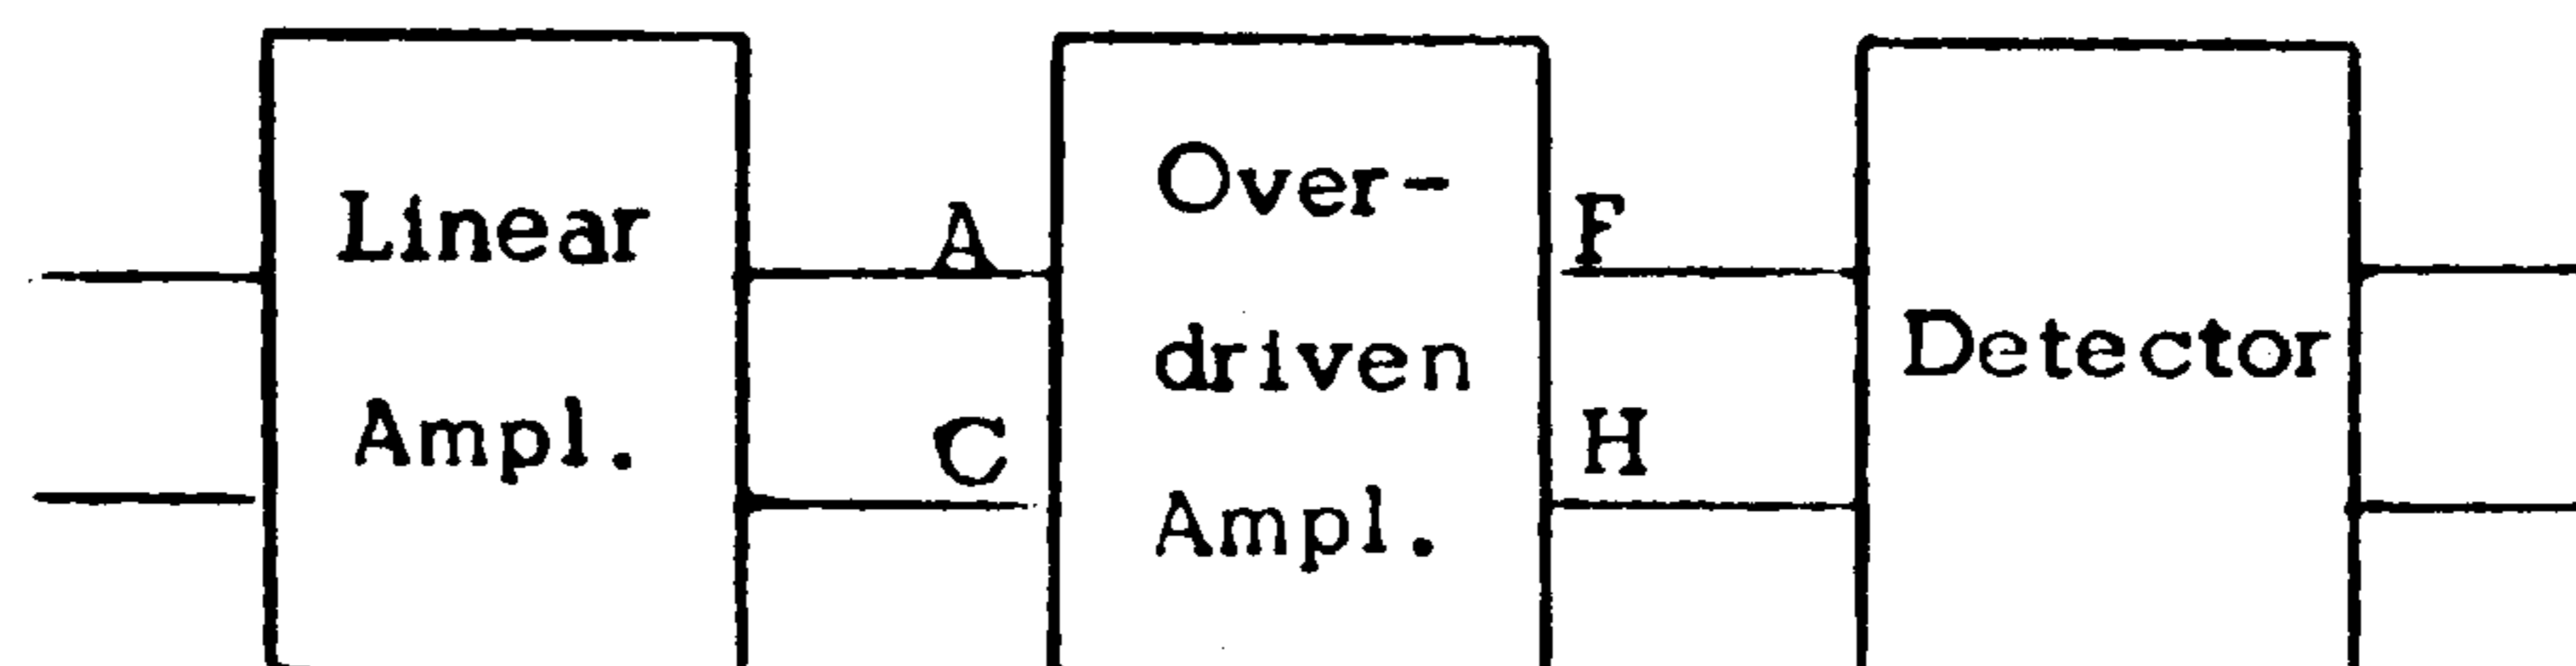 Linear
Ampl.
A
C
Over-
driven
Ampl.
F
H
Detector